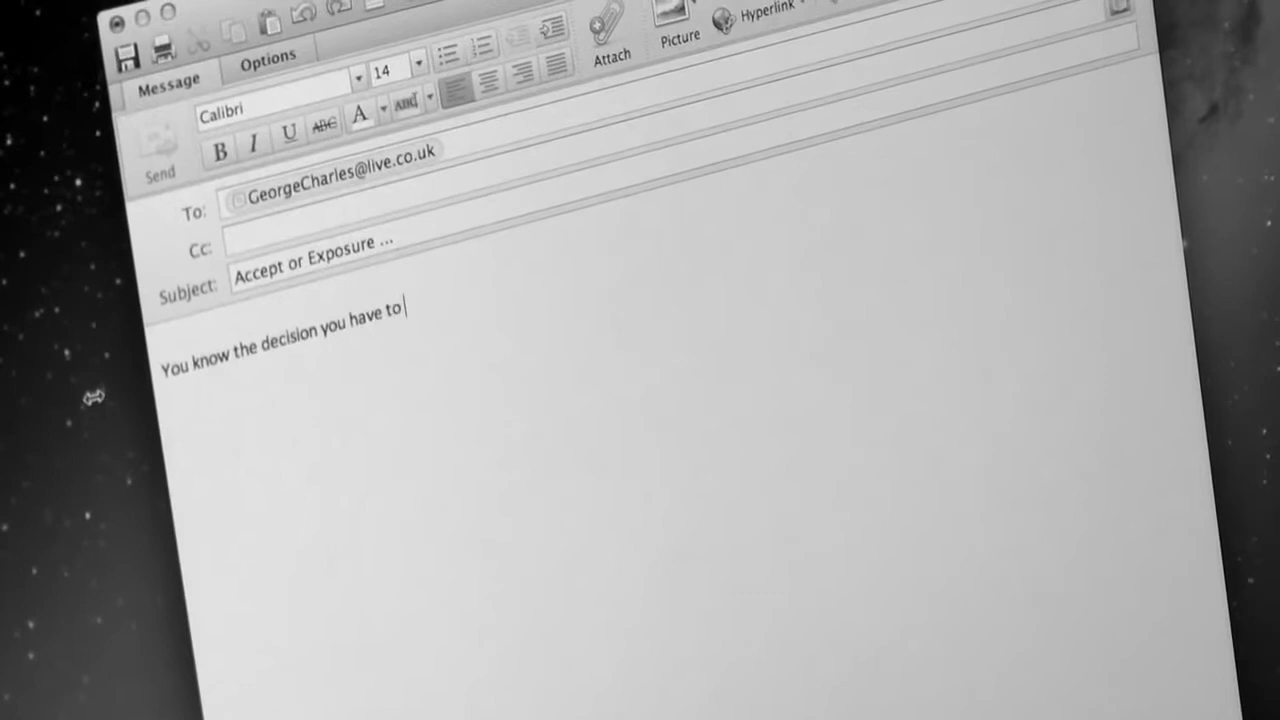 Message
Options
Calibri
14
Attach
Picture
Hyperlink
B I U ABC A ABC
Send
To: GeorgeCharles@live.co.uk
Cc:
Subject: Accept or Exposure ...
You know the decision you have to